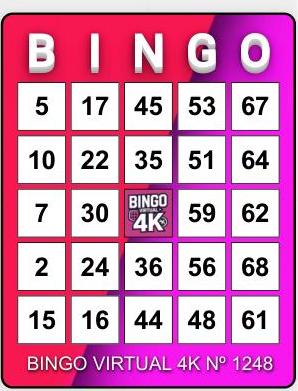 B I N G O
5 17 45 53 67
10 22 35 51 64
7 30 BINGO VIRTUAL 4K 59 62
2 24 36 56 68
15 16 44 48 61
BINGO VIRTUAL 4K Nº 1248